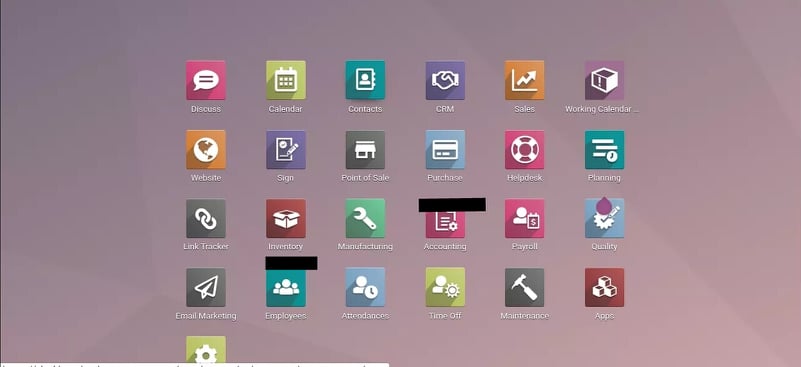 Discuss
Calendar
Contacts
CRM
Sales
Working Calendar ...
Website
Sign
Point of Sale
Purchase
Helpdesk
Planning
Link Tracker
Inventory
Manufacturing
Accounting
Payroll
Quality
Email Marketing
Employees
Attendances
Time Off
Maintenance
Apps